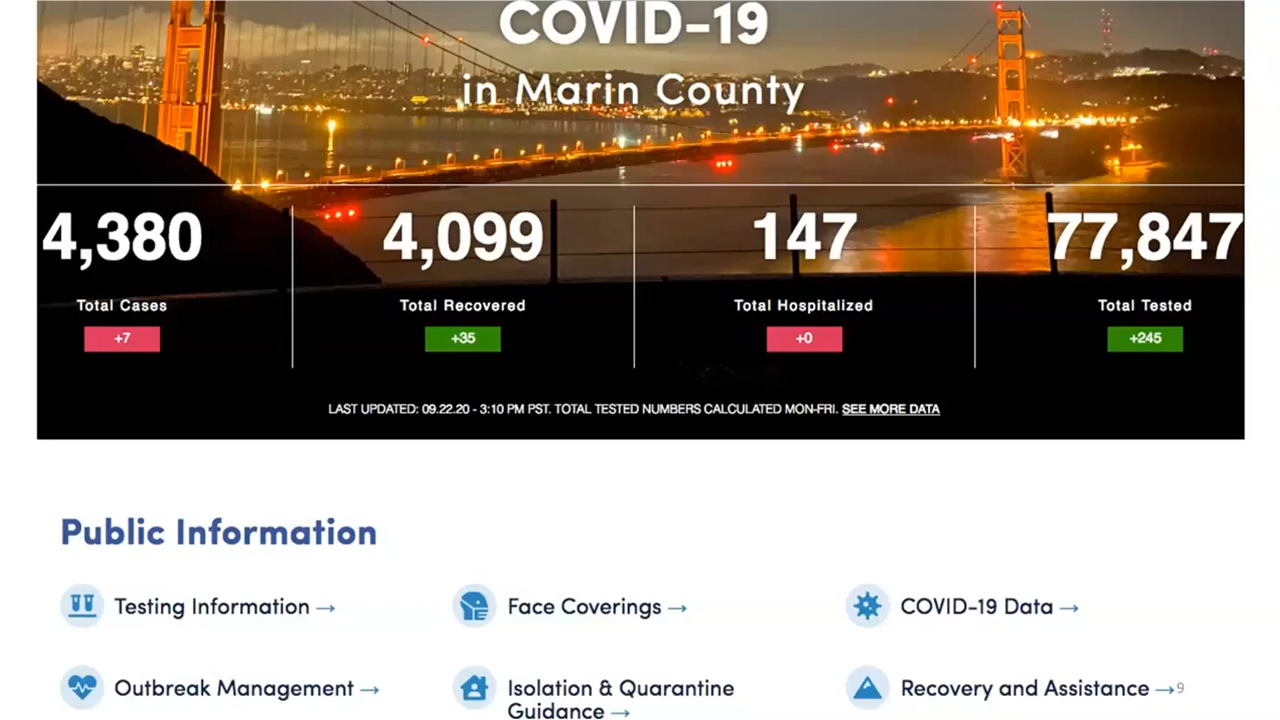 COVID-19
in Marin County
4,380 4,099 147 77,847
Total Cases Total Recovered Total Hospitalized Total Tested
+7 +35 +0 +245
LAST UPDATED: 09.22.20 - 3:10 PM PST. TOTAL TESTED NUMBERS CALCULATED MON-FRI. SEE MORE DATA
Public Information
Testing Information → Face Coverings → COVID-19 Data →
Outbreak Management → Isolation & Quarantine Recovery and Assistance → 9
Guidance →